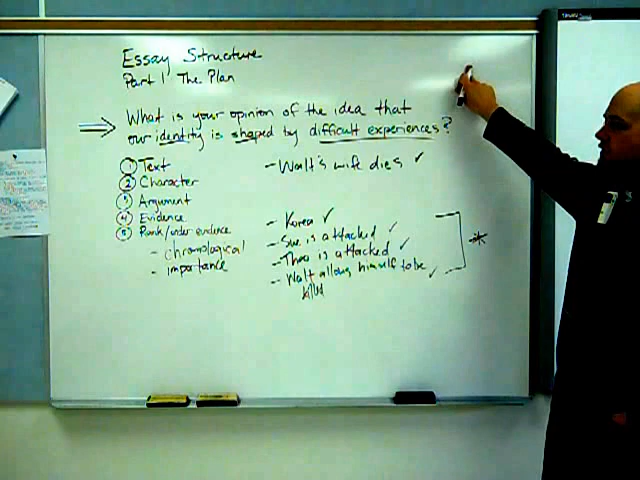 Essay Structure
Part 1 The Plan
What is your opinion of the idea that
our identity is shaped by difficult experiences?
1 Text
2 Character
3 Argument
4 Evidence
5 Rank/order evidence
- chronological
- importance
- Walt's wife dies ✓
- Korea ✓
- Sue is attacked ✓
- Thao is attacked ✓
- Walt allows himself to be ✓
killed
*